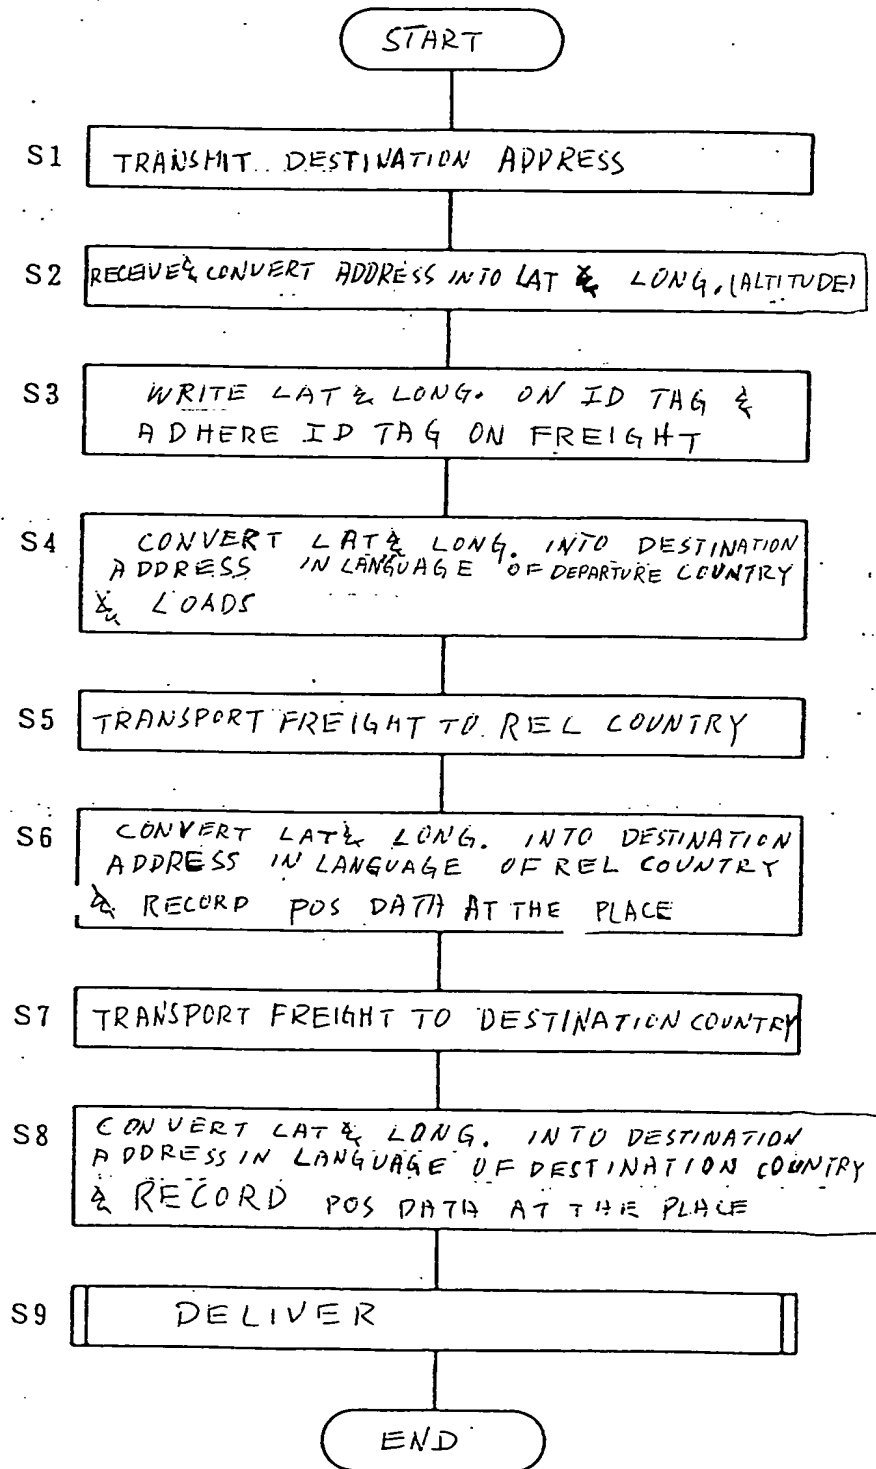 START
S1 TRANSMIT DESTINATION ADDRESS
S2 RECEIVE & CONVERT ADDRESS INTO LAT & LONG. (ALTITUDE)
S3 WRITE LAT & LONG. ON ID TAG &
ADHERE ID TAG ON FREIGHT
S4 CONVERT LAT & LONG. INTO DESTINATION
ADDRESS IN LANGUAGE OF DEPARTURE COUNTRY
& LOADS
S5 TRANSPORT FREIGHT TO REL COUNTRY
S6 CONVERT LAT & LONG. INTO DESTINATION
ADDRESS IN LANGUAGE OF REL COUNTRY
& RECORD POS DATA AT THE PLACE
S7 TRANSPORT FREIGHT TO DESTINATION COUNTRY
S8 CONVERT LAT & LONG. INTO DESTINATION
ADDRESS IN LANGUAGE OF DESTINATION COUNTRY
& RECORD POS DATA AT THE PLACE
S9 DELIVER
END